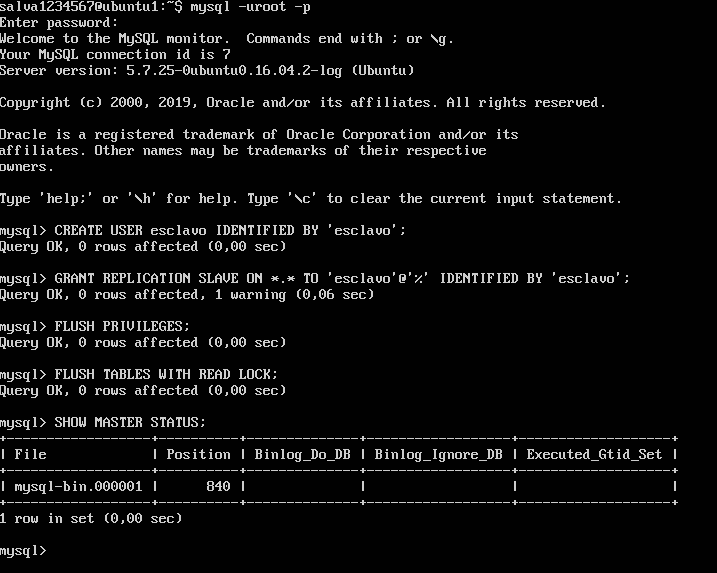 salva1234567@ubuntu1:~$ mysql -uroot -p
Enter password:
Welcome to the MySQL monitor.  Commands end with ; or \g.
Your MySQL connection id is 7
Server version: 5.7.25-0ubuntu0.16.04.2-log (Ubuntu)

Copyright (c) 2000, 2019, Oracle and/or its affiliates. All rights reserved.

Oracle is a registered trademark of Oracle Corporation and/or its
affiliates. Other names may be trademarks of their respective
owners.

Type 'help;' or '\h' for help. Type '\c' to clear the current input statement.

mysql> CREATE USER esclavo IDENTIFIED BY 'esclavo';
Query OK, 0 rows affected (0,00 sec)

mysql> GRANT REPLICATION SLAVE ON *.* TO 'esclavo'@'%' IDENTIFIED BY 'esclavo';
Query OK, 0 rows affected, 1 warning (0,06 sec)

mysql> FLUSH PRIVILEGES;
Query OK, 0 rows affected (0,00 sec)

mysql> FLUSH TABLES WITH READ LOCK;
Query OK, 0 rows affected (0,00 sec)

mysql> SHOW MASTER STATUS;
+------------------+----------+--------------+------------------+-------------------+
| File             | Position | Binlog_Do_DB | Binlog_Ignore_DB | Executed_Gtid_Set |
+------------------+----------+--------------+------------------+-------------------+
| mysql-bin.000001 |      840 |              |                  |                   |
+------------------+----------+--------------+------------------+-------------------+
1 row in set (0,00 sec)

mysql>